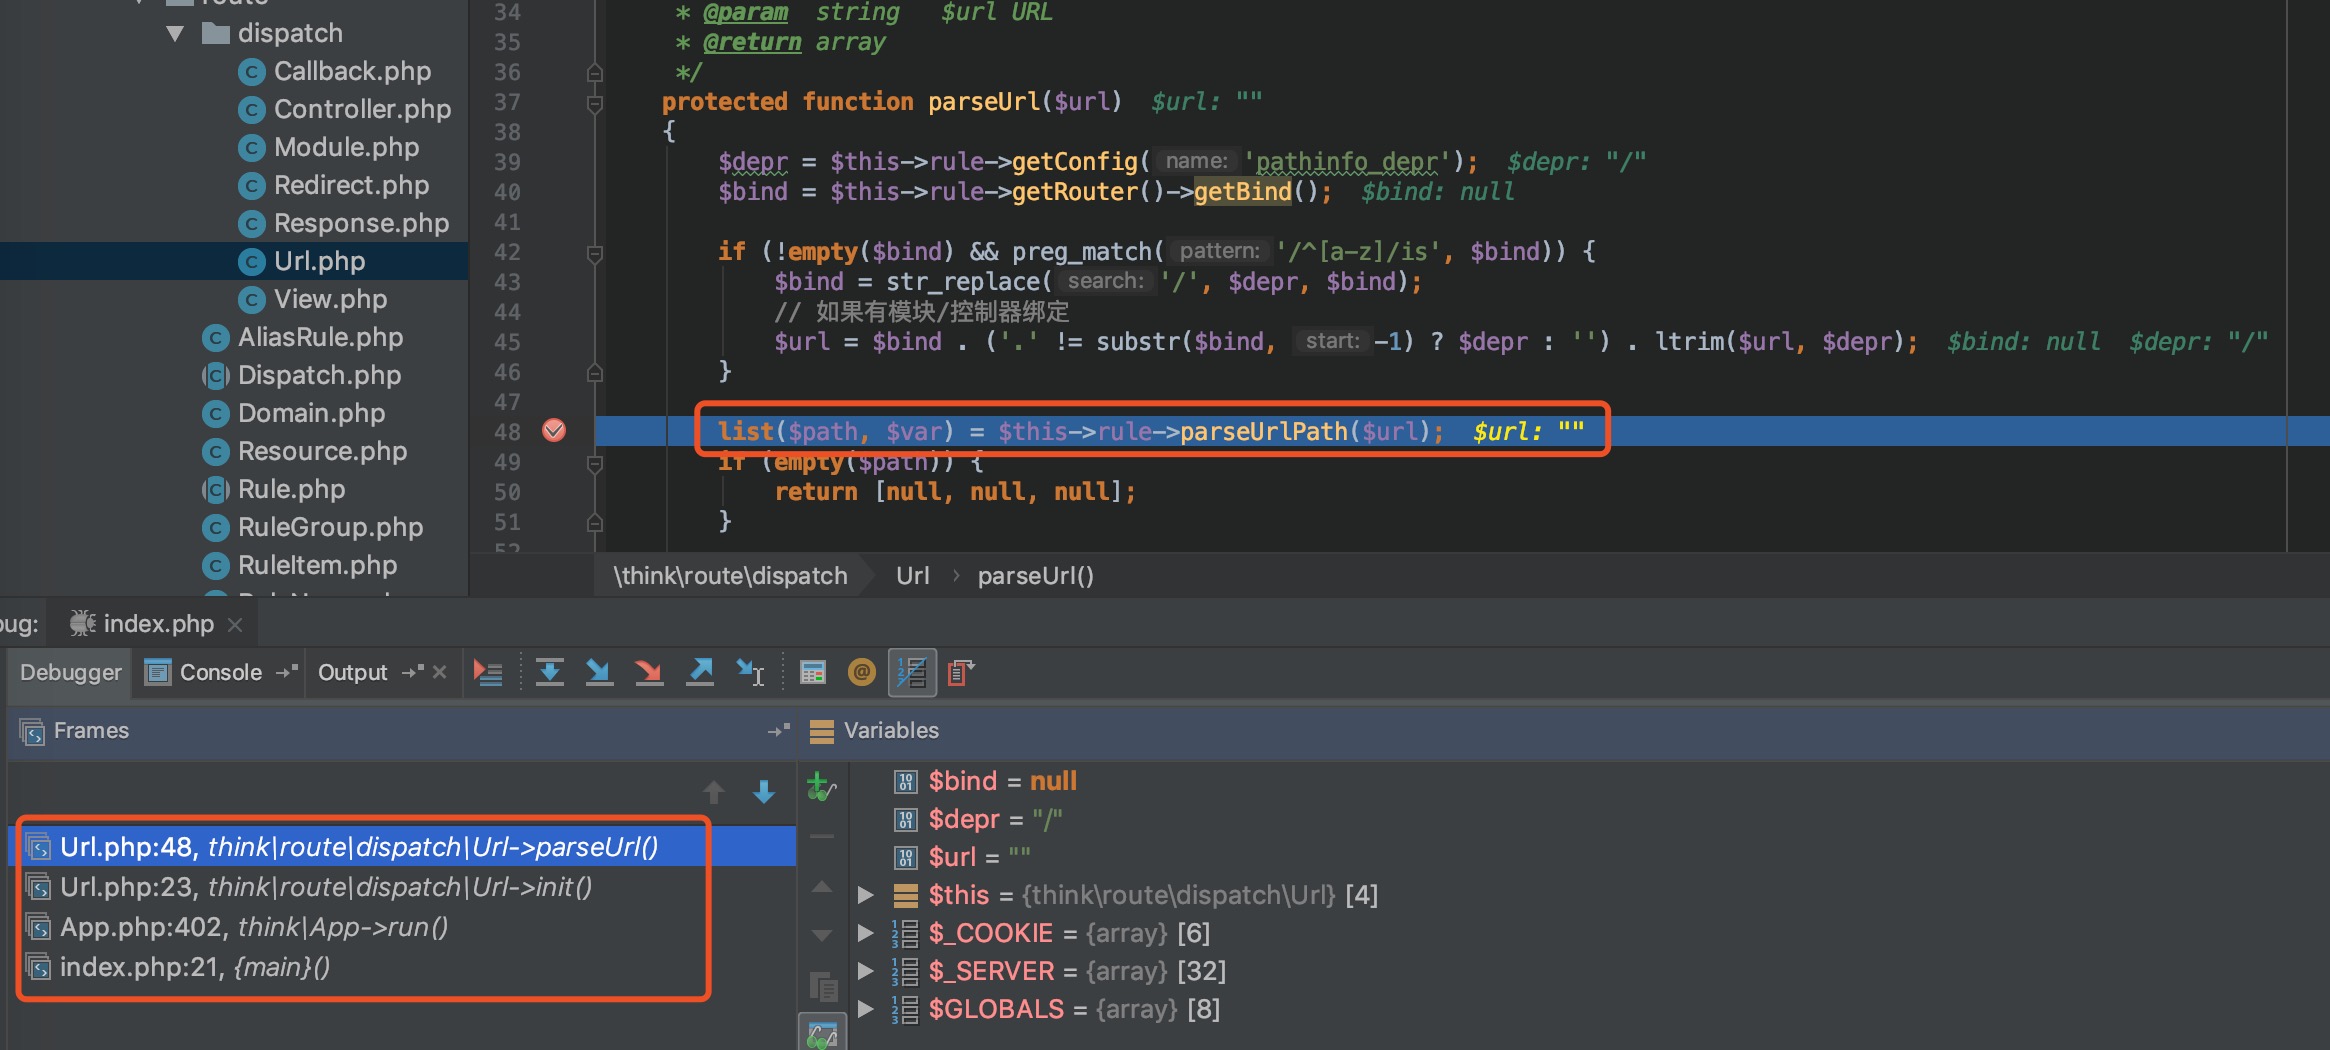 route
dispatch
Callback.php
Controller.php
Module.php
Redirect.php
Response.php
Url.php
View.php
AliasRule.php
Dispatch.php
Domain.php
Resource.php
Rule.php
RuleGroup.php
RuleItem.php
34 * @param string $url URL
35 * @return array
36 */
37 protected function parseUrl($url) $url: ""
38 {
39 $depr = $this->rule->getConfig( name: 'pathinfo_depr'); $depr: "/"
40 $bind = $this->rule->getRouter()->getBind(); $bind: null
41
42 if (!empty($bind) && preg_match( pattern: '/^[a-z]/is', $bind)) {
43 $bind = str_replace( search: '/', $depr, $bind);
44 // 如果有模块/控制器绑定
45 $url = $bind . ('.' != substr($bind, start: -1) ? $depr : '') . ltrim($url, $depr); $bind: null $depr: "/"
46 }
47
48 list($path, $var) = $this->rule->parseUrlPath($url); $url: ""
49 if (empty($path)) {
50 return [null, null, null];
51 }
52
\think\route\dispatch Url parseUrl()
bug: index.php
Debugger Console Output
Frames
Variables
Url.php:48, think\route\dispatch\Url->parseUrl()
Url.php:23, think\route\dispatch\Url->init()
App.php:402, think\App->run()
index.php:21, {main}()
$bind = null
$depr = "/"
$url = ""
$this = {think\route\dispatch\Url} [4]
$_COOKIE = {array} [6]
$_SERVER = {array} [32]
$GLOBALS = {array} [8]